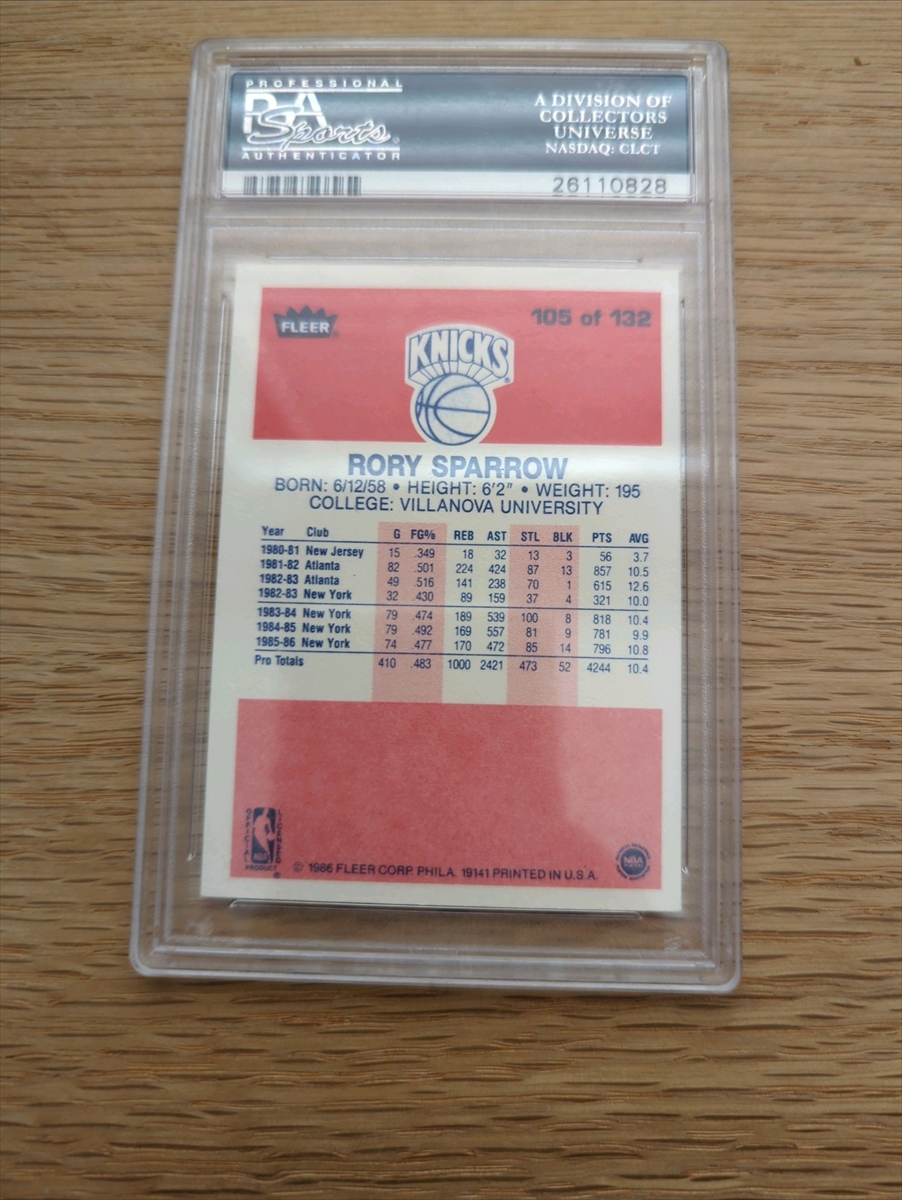 PROFESSIONAL
PSA
Sports
AUTHENTICATOR
A DIVISION OF
COLLECTORS
UNIVERSE
NASDAQ: CLCT
26110828
FLEER
105 of 132
KNICKS
RORY SPARROW
BORN: 6/12/58 • HEIGHT: 6'2" • WEIGHT: 195
COLLEGE: VILLANOVA UNIVERSITY
Year Club G FG% REB AST STL BLK PTS AVG
1980-81 New Jersey 15 .349 18 32 13 3 56 3.7
1981-82 Atlanta 82 .501 224 424 87 13 857 10.5
1982-83 Atlanta 49 .516 141 238 70 1 615 12.6
1982-83 New York 32 .430 89 159 37 4 321 10.0
1983-84 New York 79 .474 189 539 100 8 818 10.4
1984-85 New York 79 .492 169 557 81 9 781 9.9
1985-86 New York 74 .477 170 472 85 14 796 10.8
Pro Totals 410 .483 1000 2421 473 52 4244 10.4
OFFICIAL LICENSED
NBA
PRODUCT
© 1986 FLEER CORP. PHILA. 19141 PRINTED IN U.S.A.
NBA